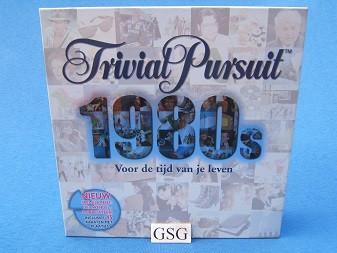 Trivial Pursuit™
1980s
Voor de tijd van je leven
NIEUW
GSG